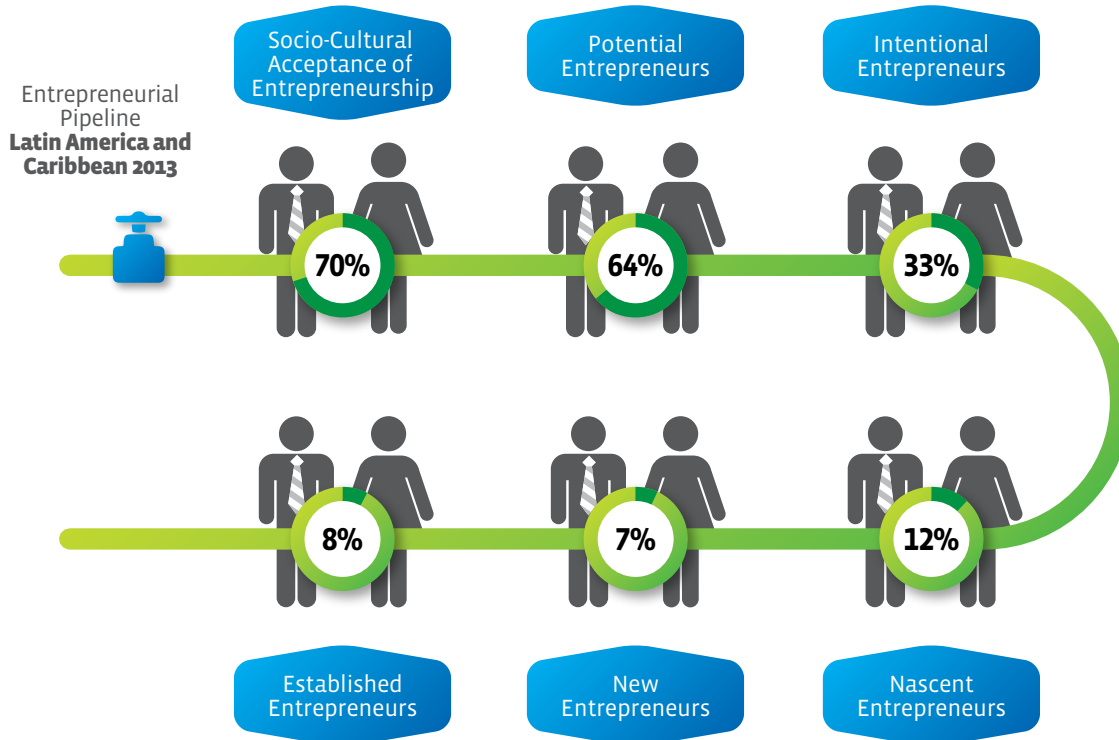 Entrepreneurial
Pipeline
Latin America and
Caribbean 2013
Socio-Cultural
Acceptance of
Entrepreneurship
Potential
Entrepreneurs
Intentional
Entrepreneurs
70%
64%
33%
8%
7%
12%
Established
Entrepreneurs
New
Entrepreneurs
Nascent
Entrepreneurs